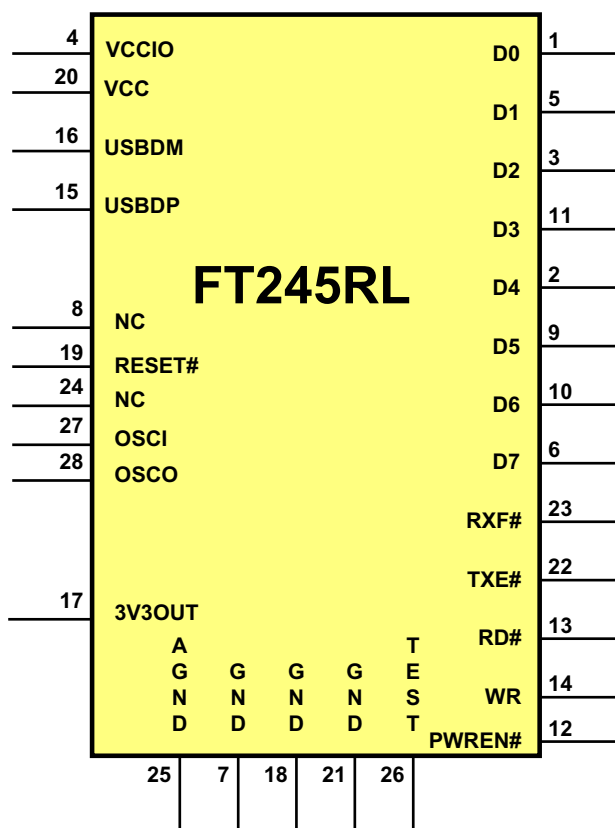 4 VCCIO
20 VCC
16 USBDM
15 USBDP
FT245RL
8 NC
19 RESET#
24 NC
27 OSCI
28 OSCO
17 3V3OUT
D0 1
D1 5
D2 3
D3 11
D4 2
D5 9
D6 10
D7 6
RXF# 23
TXE# 22
RD# 13
WR 14
PWREN# 12
AGND
GND
GND
GND
TEST
25 7 18 21 26